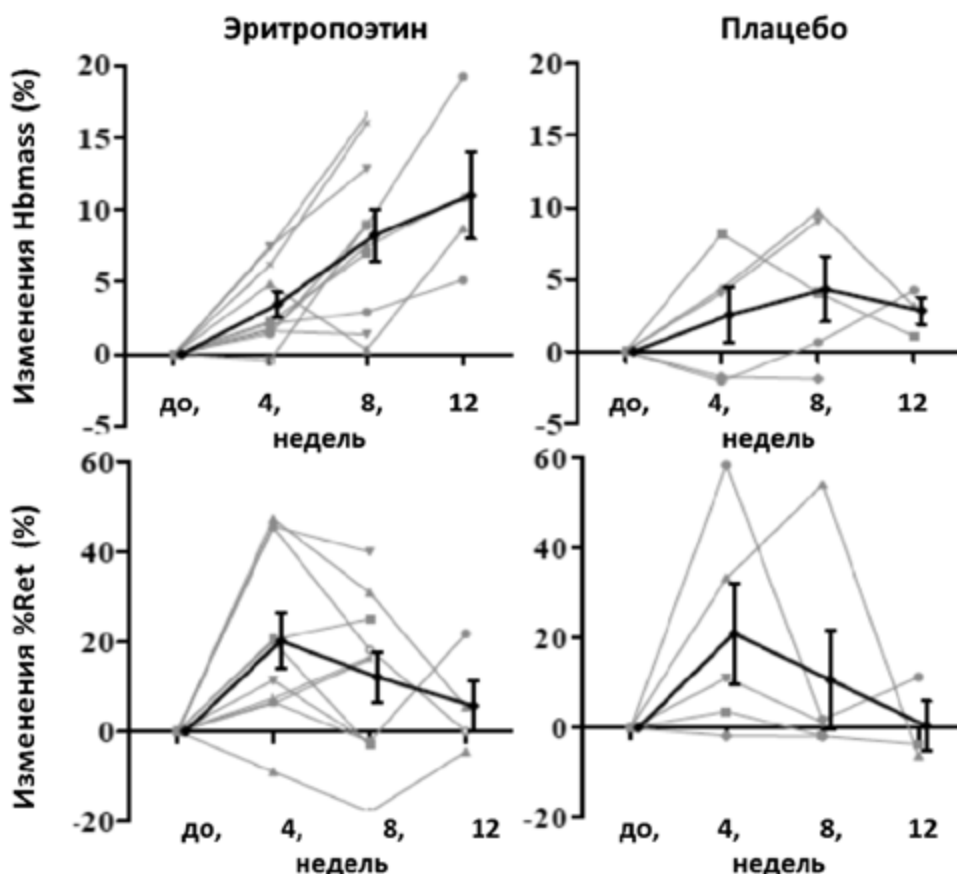 Эритропоэтин
Плацебо
Изменения Hbmass (%)
20
15
10
5
0
-5
до, 4, 8, 12
недель
20
15
10
5
0
-5
до, 4, 8, 12
недель
Изменения %Ret (%)
60
40
20
0
-20
до, 4, 8, 12
недель
60
40
20
0
-20
до, 4, 8, 12
недель